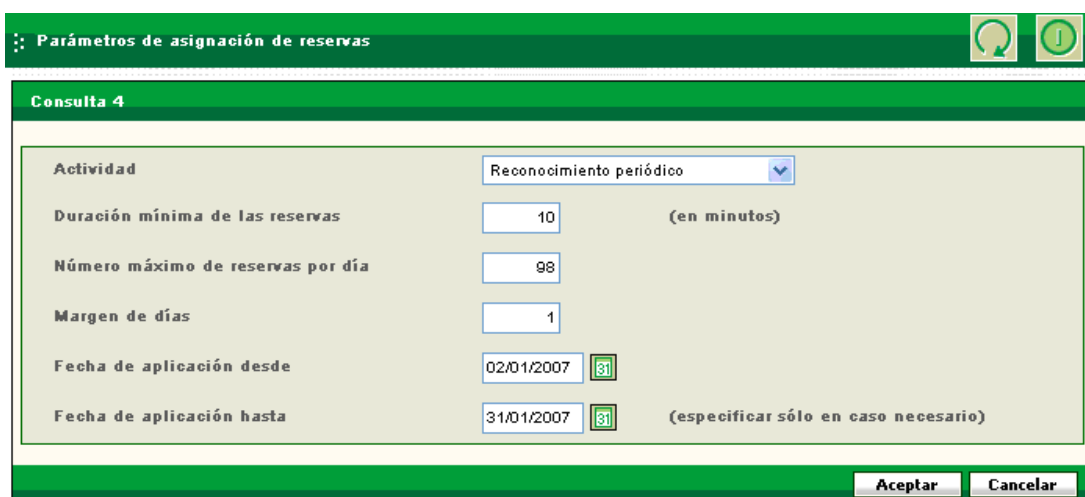 Parámetros de asignación de reservas
Consulta 4
Actividad Reconocimiento periódico
Duración mínima de las reservas 10 (en minutos)
Número máximo de reservas por día 98
Margen de días 1
Fecha de aplicación desde 02/01/2007 31
Fecha de aplicación hasta 31/01/2007 31 (especificar sólo en caso necesario)
Aceptar Cancelar